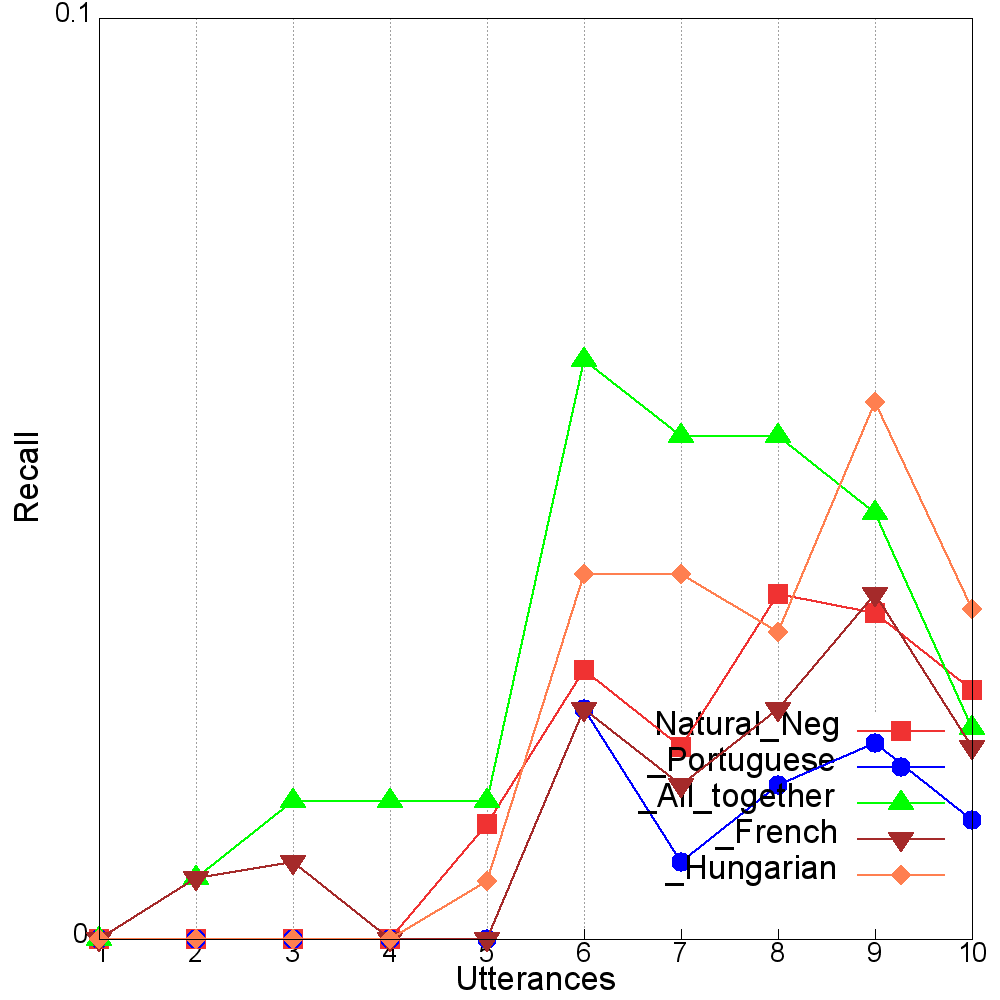 0.1
Recall
Natural_Neg
_Portuguese
_All_together
_French
_Hungarian
0
1 2 3 4 5 6 7 8 9 10
Utterances